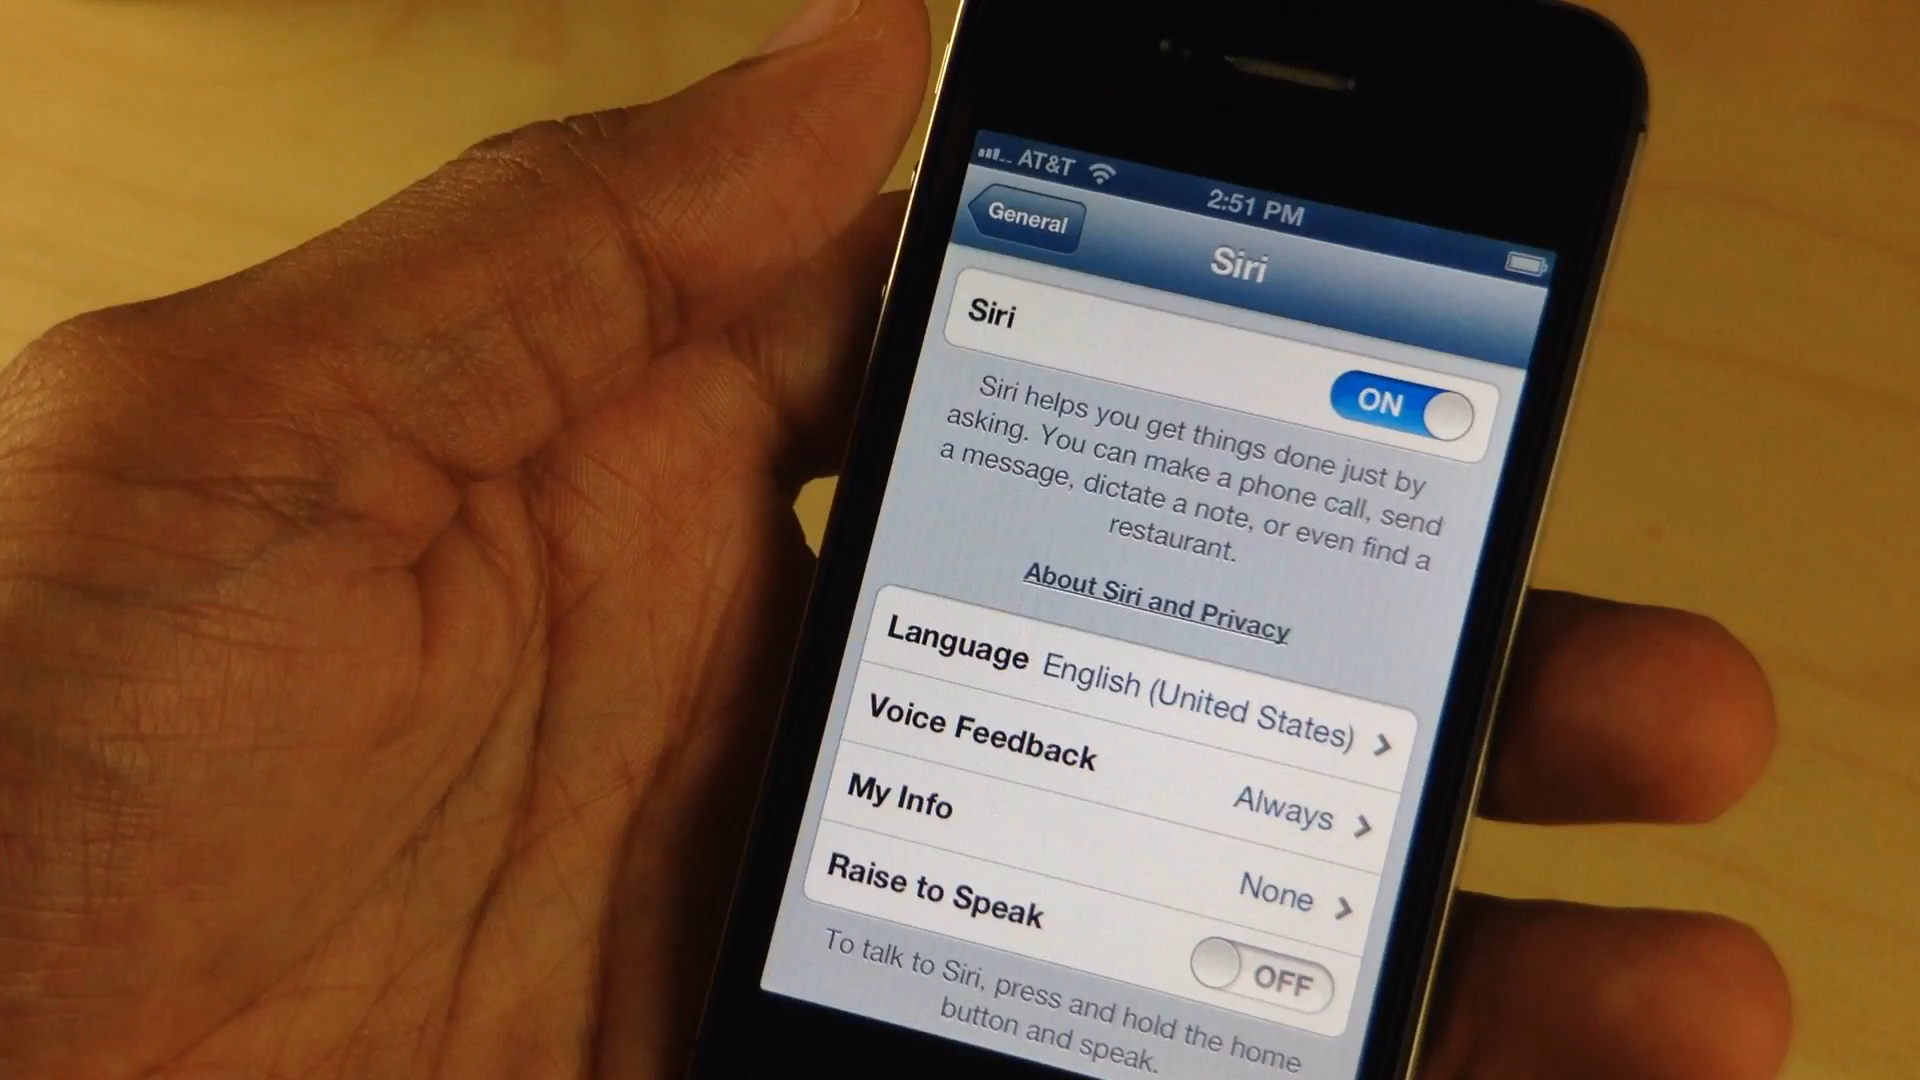 AT&T 2:51 PM
General Siri
Siri ON
Siri helps you get things done just by
asking. You can make a phone call, send
a message, dictate a note, or even find a
restaurant.
About Siri and Privacy
Language English (United States)
Voice Feedback Always
My Info None
Raise to Speak OFF
To talk to Siri, press and hold the home
button and speak.